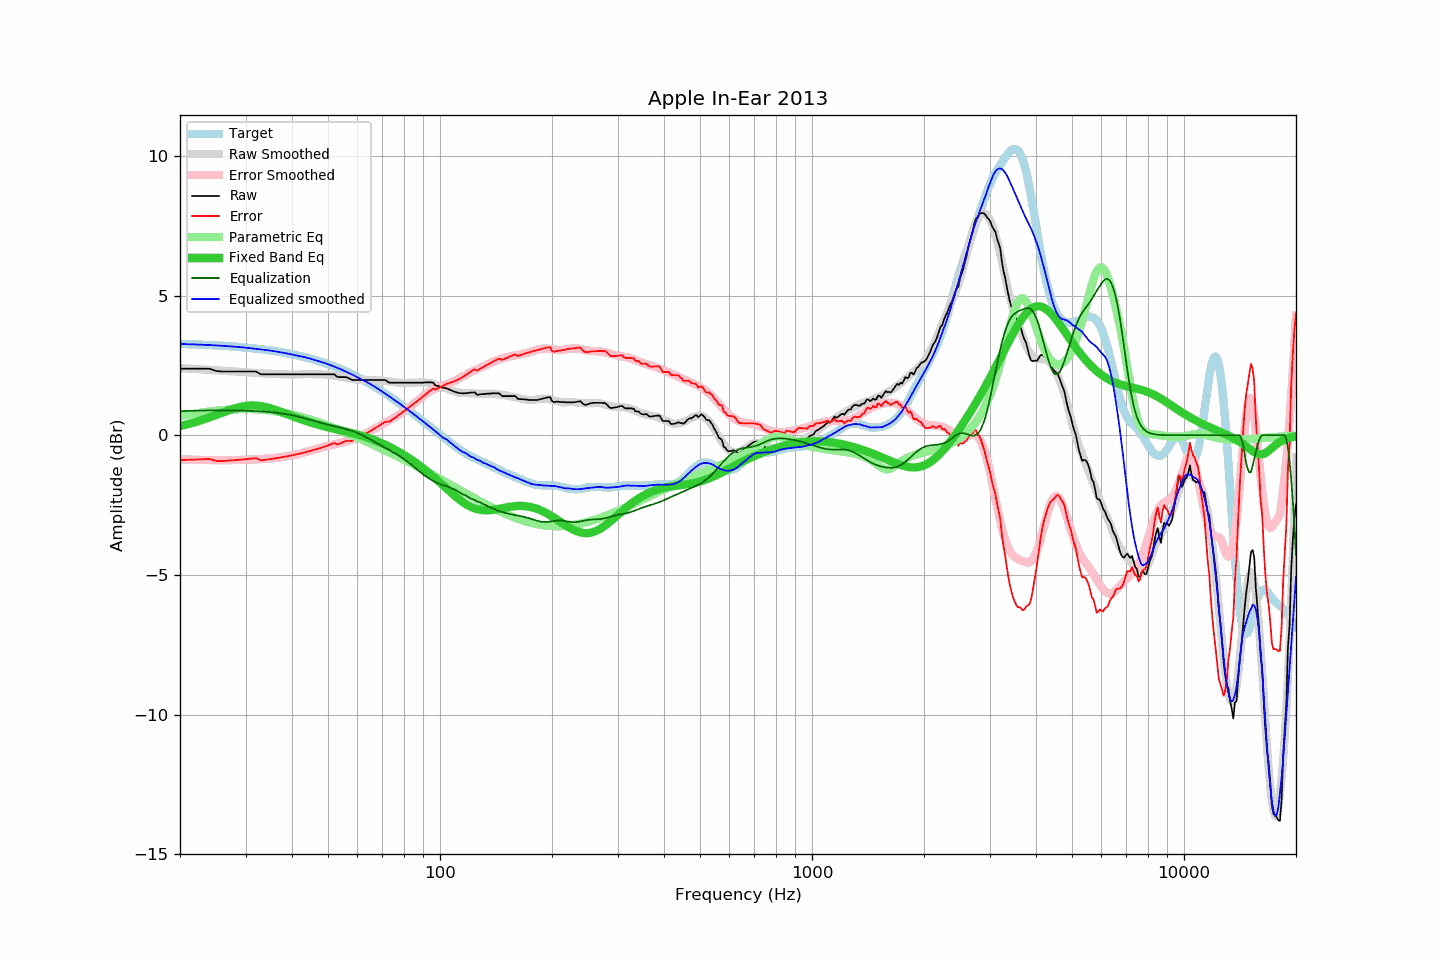 Apple In-Ear 2013
Target
Raw Smoothed
Error Smoothed
Raw
Error
Parametric Eq
Fixed Band Eq
Equalization
Equalized smoothed
10
5
0
−5
−10
−15
Amplitude (dBr)
100
1000
10000
Frequency (Hz)